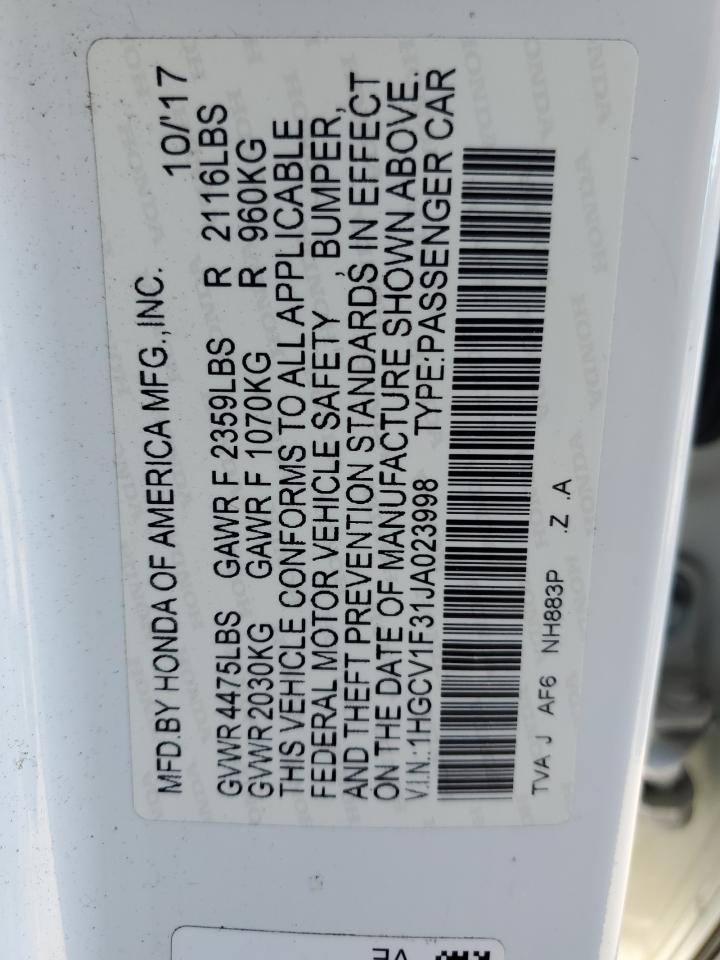 MFD.BY HONDA OF AMERICA MFG.,INC. 10/'17
GVWR 4475LBS GAWR F 2359LBS R 2116LBS
GVWR 2030KG GAWR F 1070KG R 960KG
THIS VEHICLE CONFORMS TO ALL APPLICABLE
FEDERAL MOTOR VEHICLE SAFETY , BUMPER,
AND THEFT PREVENTION STANDARDS IN EFFECT
ON THE DATE OF MANUFACTURE SHOWN ABOVE.
V.I.N.:1HGCV1F31JA023998 TYPE:PASSENGER CAR
TVA J AF6 NH883P .Z .A